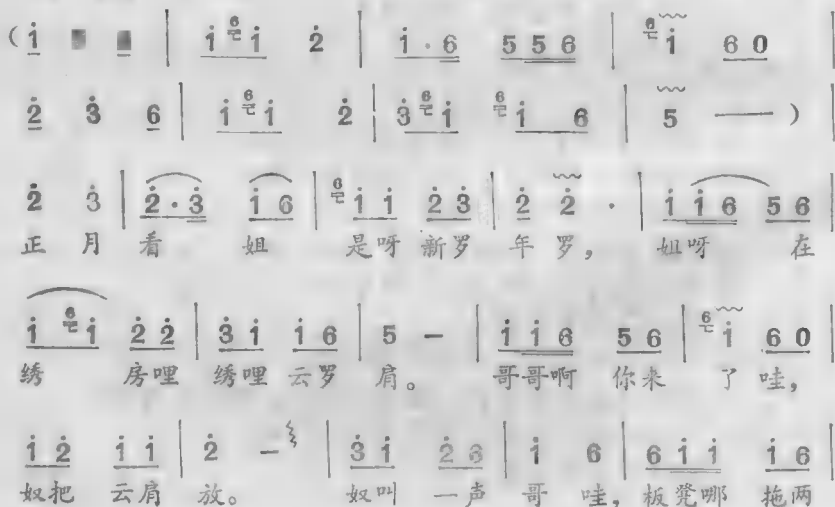 正月看姐是呀新罗年罗，姐呀在
绣房哩绣哩云罗肩。哥哥啊你来了哇，
奴把云肩放。奴叫一声哥哇，板凳哪拖两